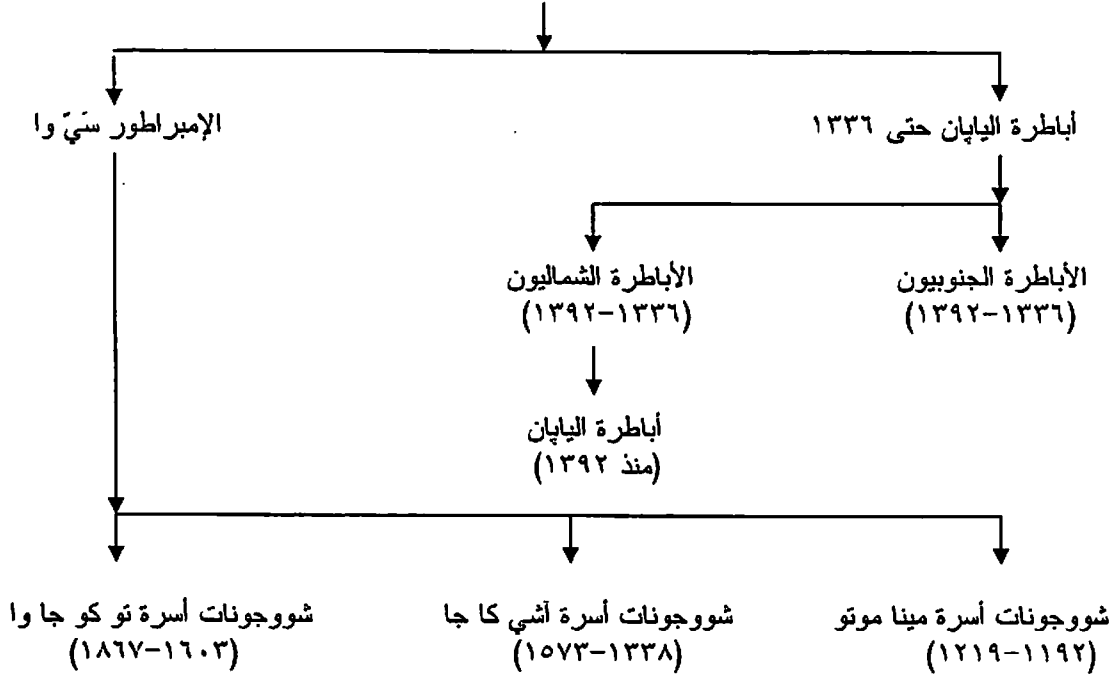 أباطرة اليابان حتى ١٣٣٦
الإمبراطور سَيّ وا
الأباطرة الجنوبيون
(١٣٣٦-١٣٩٢)
الأباطرة الشماليون
(١٣٣٦-١٣٩٢)
أباطرة اليابان
(منذ ١٣٩٢)
شووجونات أسرة مينا موتو
(١١٩٢-١٢١٩)
شووجونات أسرة آشي كا جا
(١٣٣٨-١٥٧٣)
شووجونات أسرة تو كو جا وا
(١٦٠٣-١٨٦٧)